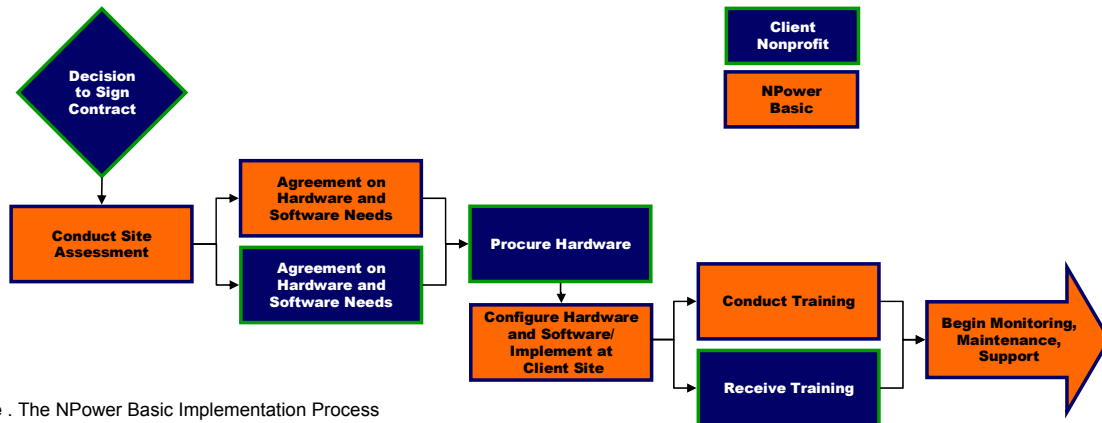 Decision
to Sign
Contract
Client
Nonprofit
NPower
Basic
Conduct Site
Assessment
Agreement on
Hardware and
Software Needs
Agreement on
Hardware and
Software Needs
Procure Hardware
Configure Hardware
and Software/
Implement at
Client Site
Conduct Training
Receive Training
Begin Monitoring,
Maintenance,
Support
. The NPower Basic Implementation Process